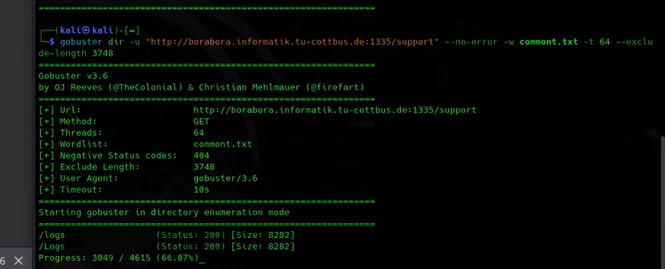 ===============================================================
┌──(kali㉿kali)-[~]
└─$ gobuster dir -u "http://borabora.informatik.tu-cottbus.de:1335/support" --no-error -w commont.txt -t 64 --exclu
de-length 3748
===============================================================
Gobuster v3.6
by OJ Reeves (@TheColonial) & Christian Mehlmauer (@firefart)
===============================================================
[+] Url: http://borabora.informatik.tu-cottbus.de:1335/support
[+] Method: GET
[+] Threads: 64
[+] Wordlist: commont.txt
[+] Negative Status codes: 404
[+] Exclude Length: 3748
[+] User Agent: gobuster/3.6
[+] Timeout: 10s
===============================================================
Starting gobuster in directory enumeration mode
===============================================================
/logs (Status: 200) [Size: 8282]
/Logs (Status: 200) [Size: 8282]
Progress: 3049 / 4615 (66.07%)_
6 ×